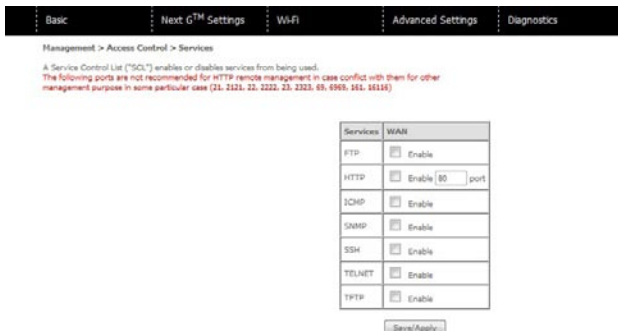 Basic
Next G™ Settings
Wi-Fi
Advanced Settings
Diagnostics
Management > Access Control > Services
A Service Control List ("SCL") enables or disables services from being used.
The following ports are not recommended for HTTP remote management in case conflict with them for other
management purpose in some particular case (21, 2121, 22, 2222, 23, 2323, 69, 6969, 161, 16116)
Services WAN
FTP Enable
HTTP Enable 80 port
ICMP Enable
SNMP Enable
SSH Enable
TELNET Enable
TFTP Enable
Save/Apply